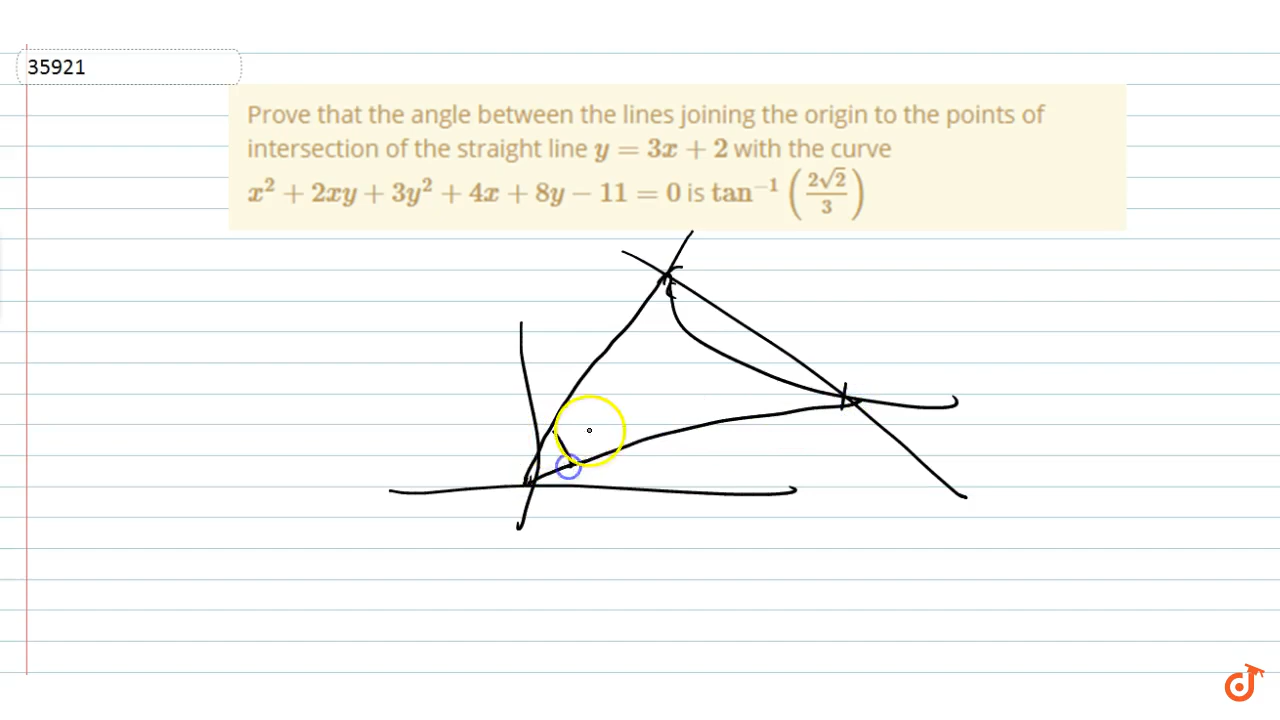 35921
Prove that the angle between the lines joining the origin to the points of
intersection of the straight line y = 3x + 2 with the curve
x² + 2xy + 3y² + 4x + 8y − 11 = 0 is tan⁻¹ (2√2/3)